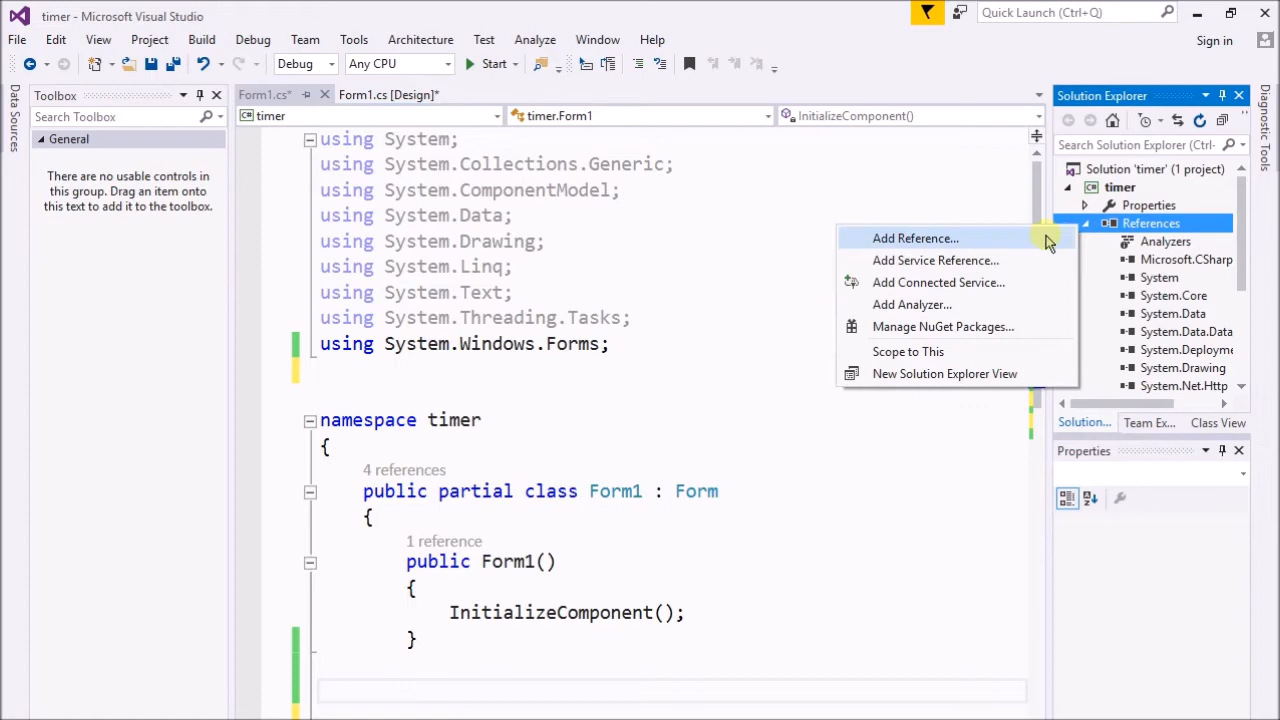 timer - Microsoft Visual Studio
Quick Launch (Ctrl+Q)
File Edit View Project Build Debug Team Tools Architecture Test Analyze Window Help
Sign in
Debug Any CPU Start
Data Sources
Toolbox
Search Toolbox
General
There are no usable controls in
this group. Drag an item onto
this text to add it to the toolbox.
Form1.cs* Form1.cs [Design]*
timer timer.Form1 InitializeComponent()
using System;
using System.Collections.Generic;
using System.ComponentModel;
using System.Data;
using System.Drawing;
using System.Linq;
using System.Text;
using System.Threading.Tasks;
using System.Windows.Forms;
namespace timer
{
4 references
public partial class Form1 : Form
{
1 reference
public Form1()
{
InitializeComponent();
}
Add Reference...
Add Service Reference...
Add Connected Service...
Add Analyzer...
Manage NuGet Packages...
Scope to This
New Solution Explorer View
Solution Explorer
Search Solution Explorer (Ctrl-
Solution 'timer' (1 project)
C# timer
Properties
References
Analyzers
Microsoft.CSharp
System
System.Core
System.Data
System.Data.Data
System.Deployme
System.Drawing
System.Net.Http
Solution... Team Ex... Class View
Properties
Diagnostic Tools